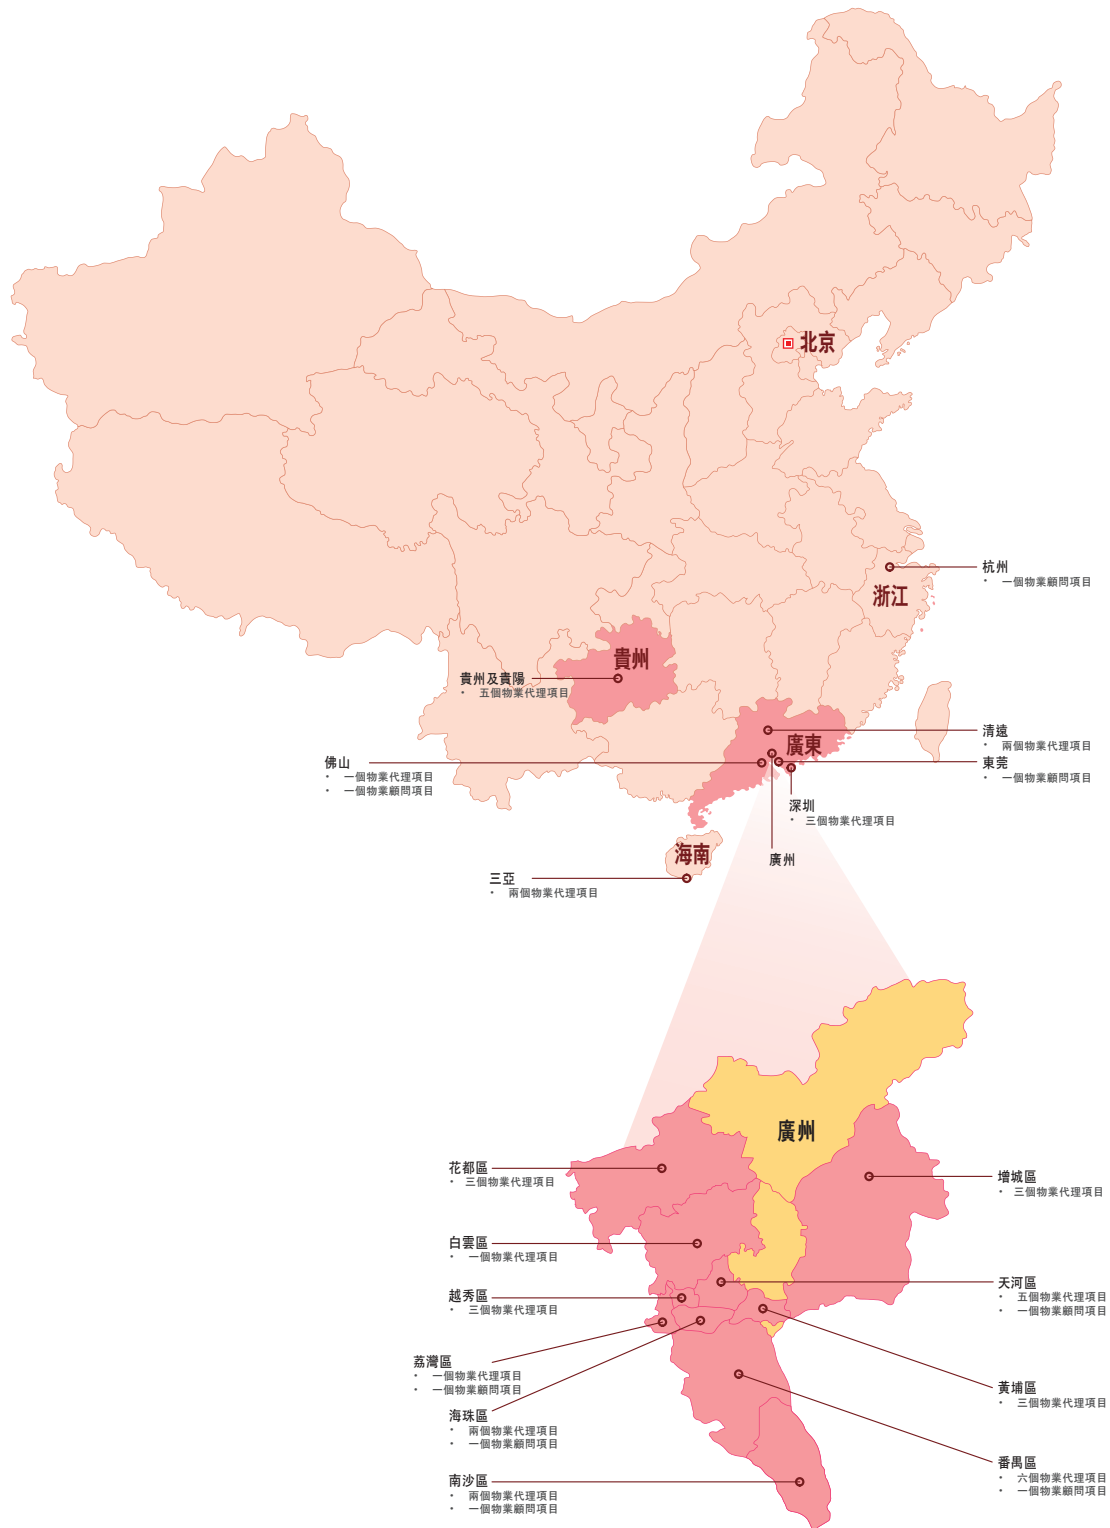 北京
杭州
• 一個物業顧問項目
浙江
貴州
貴州及貴陽
• 五個物業代理項目
清遠
• 兩個物業代理項目
廣東
佛山
• 一個物業代理項目
• 一個物業顧問項目
東莞
• 一個物業顧問項目
深圳
• 三個物業代理項目
廣州
海南
三亞
• 兩個物業代理項目
廣州
花都區
• 三個物業代理項目
增城區
• 三個物業代理項目
白雲區
• 一個物業代理項目
天河區
• 五個物業代理項目
• 一個物業顧問項目
越秀區
• 三個物業代理項目
荔灣區
• 一個物業代理項目
• 一個物業顧問項目
黃埔區
• 三個物業代理項目
海珠區
• 兩個物業代理項目
• 一個物業顧問項目
番禺區
• 六個物業代理項目
• 一個物業顧問項目
南沙區
• 兩個物業代理項目
• 一個物業顧問項目